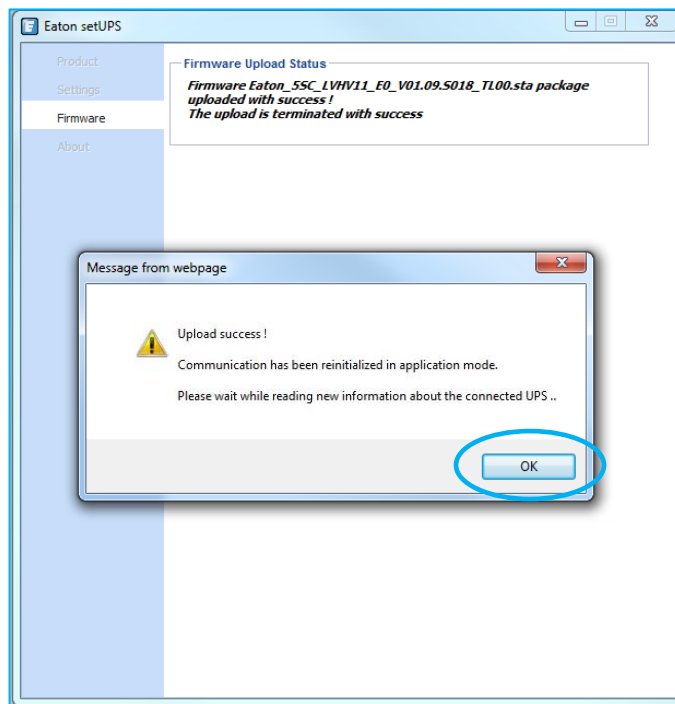 Eaton setUPS
Product
Settings
Firmware
About
Firmware Upload Status
Firmware Eaton_5SC_LVHV11_E0_V01.09.S018_TL00.sta package
uploaded with success !
The upload is terminated with success
Message from webpage
Upload success !
Communication has been reinitialized in application mode.
Please wait while reading new information about the connected UPS ..
OK